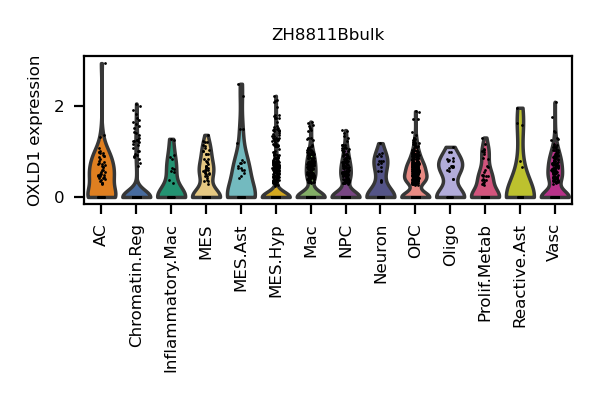 ZH8811Bbulk
OXLD1 expression
2
0
AC
Chromatin.Reg
Inflammatory.Mac
MES
MES.Ast
MES.Hyp
Mac
NPC
Neuron
OPC
Oligo
Prolif.Metab
Reactive.Ast
Vasc